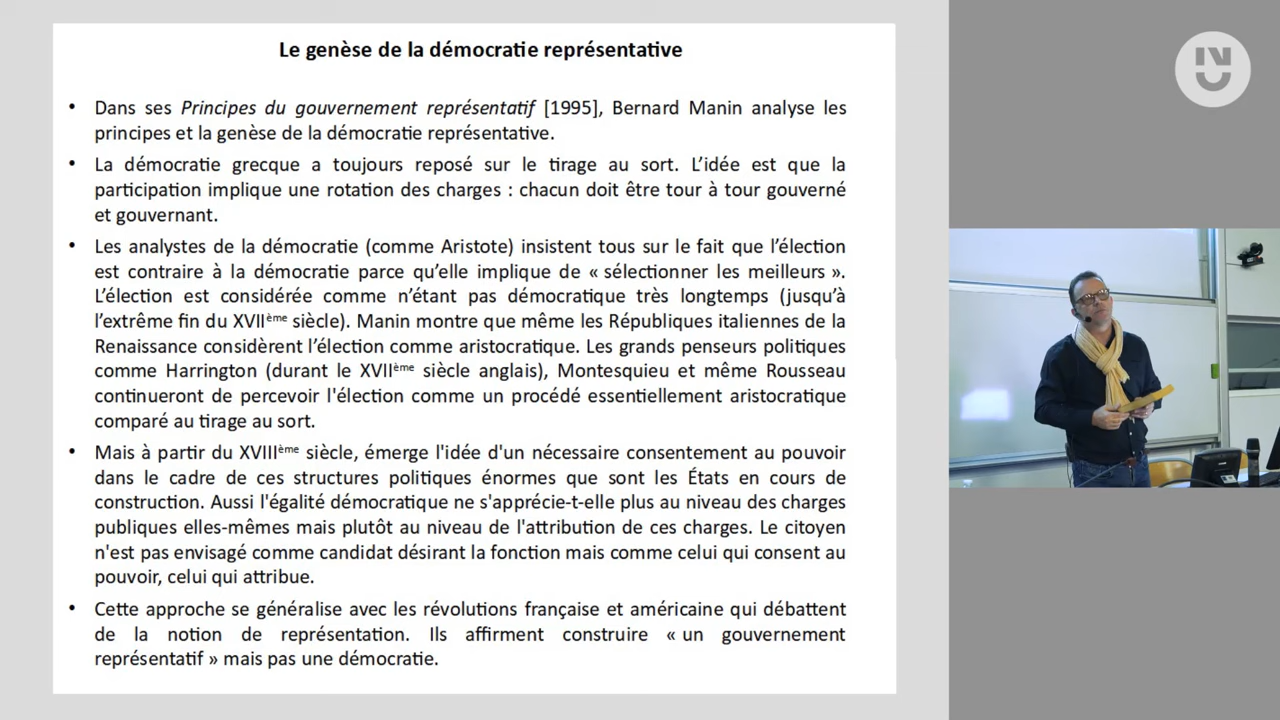 Le genèse de la démocratie représentative
• Dans ses Principes du gouvernement représentatif [1995], Bernard Manin analyse les
principes et la genèse de la démocratie représentative.
• La démocratie grecque a toujours reposé sur le tirage au sort. L’idée est que la
participation implique une rotation des charges : chacun doit être tour à tour gouverné
et gouvernant.
• Les analystes de la démocratie (comme Aristote) insistent tous sur le fait que l’élection
est contraire à la démocratie parce qu’elle implique de « sélectionner les meilleurs ».
L’élection est considérée comme n’étant pas démocratique très longtemps (jusqu’à
l’extrême fin du XVIIème siècle). Manin montre que même les Républiques italiennes de la
Renaissance considèrent l’élection comme aristocratique. Les grands penseurs politiques
comme Harrington (durant le XVIIème siècle anglais), Montesquieu et même Rousseau
continueront de percevoir l'élection comme un procédé essentiellement aristocratique
comparé au tirage au sort.
• Mais à partir du XVIIIème siècle, émerge l'idée d'un nécessaire consentement au pouvoir
dans le cadre de ces structures politiques énormes que sont les États en cours de
construction. Aussi l'égalité démocratique ne s'apprécie-t-elle plus au niveau des charges
publiques elles-mêmes mais plutôt au niveau de l'attribution de ces charges. Le citoyen
n'est pas envisagé comme candidat désirant la fonction mais comme celui qui consent au
pouvoir, celui qui attribue.
• Cette approche se généralise avec les révolutions française et américaine qui débattent
de la notion de représentation. Ils affirment construire « un gouvernement
représentatif » mais pas une démocratie.